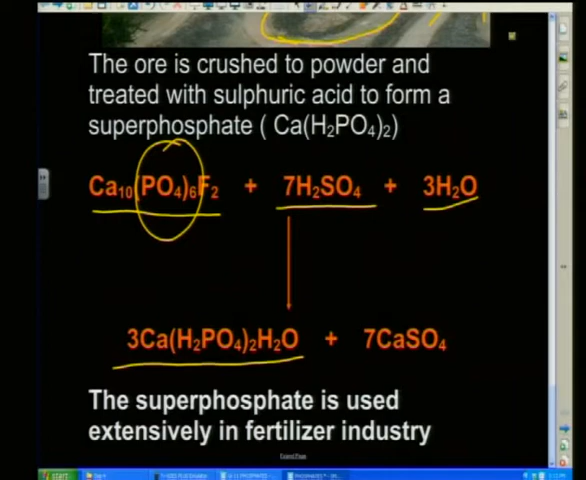 The ore is crushed to powder and
treated with sulphuric acid to form a
superphosphate ( Ca(H₂PO₄)₂)
Ca₁₀(PO₄)₆F₂ + 7H₂SO₄ + 3H₂O
3Ca(H₂PO₄)₂H₂O + 7CaSO₄
The superphosphate is used
extensively in fertilizer industry
start